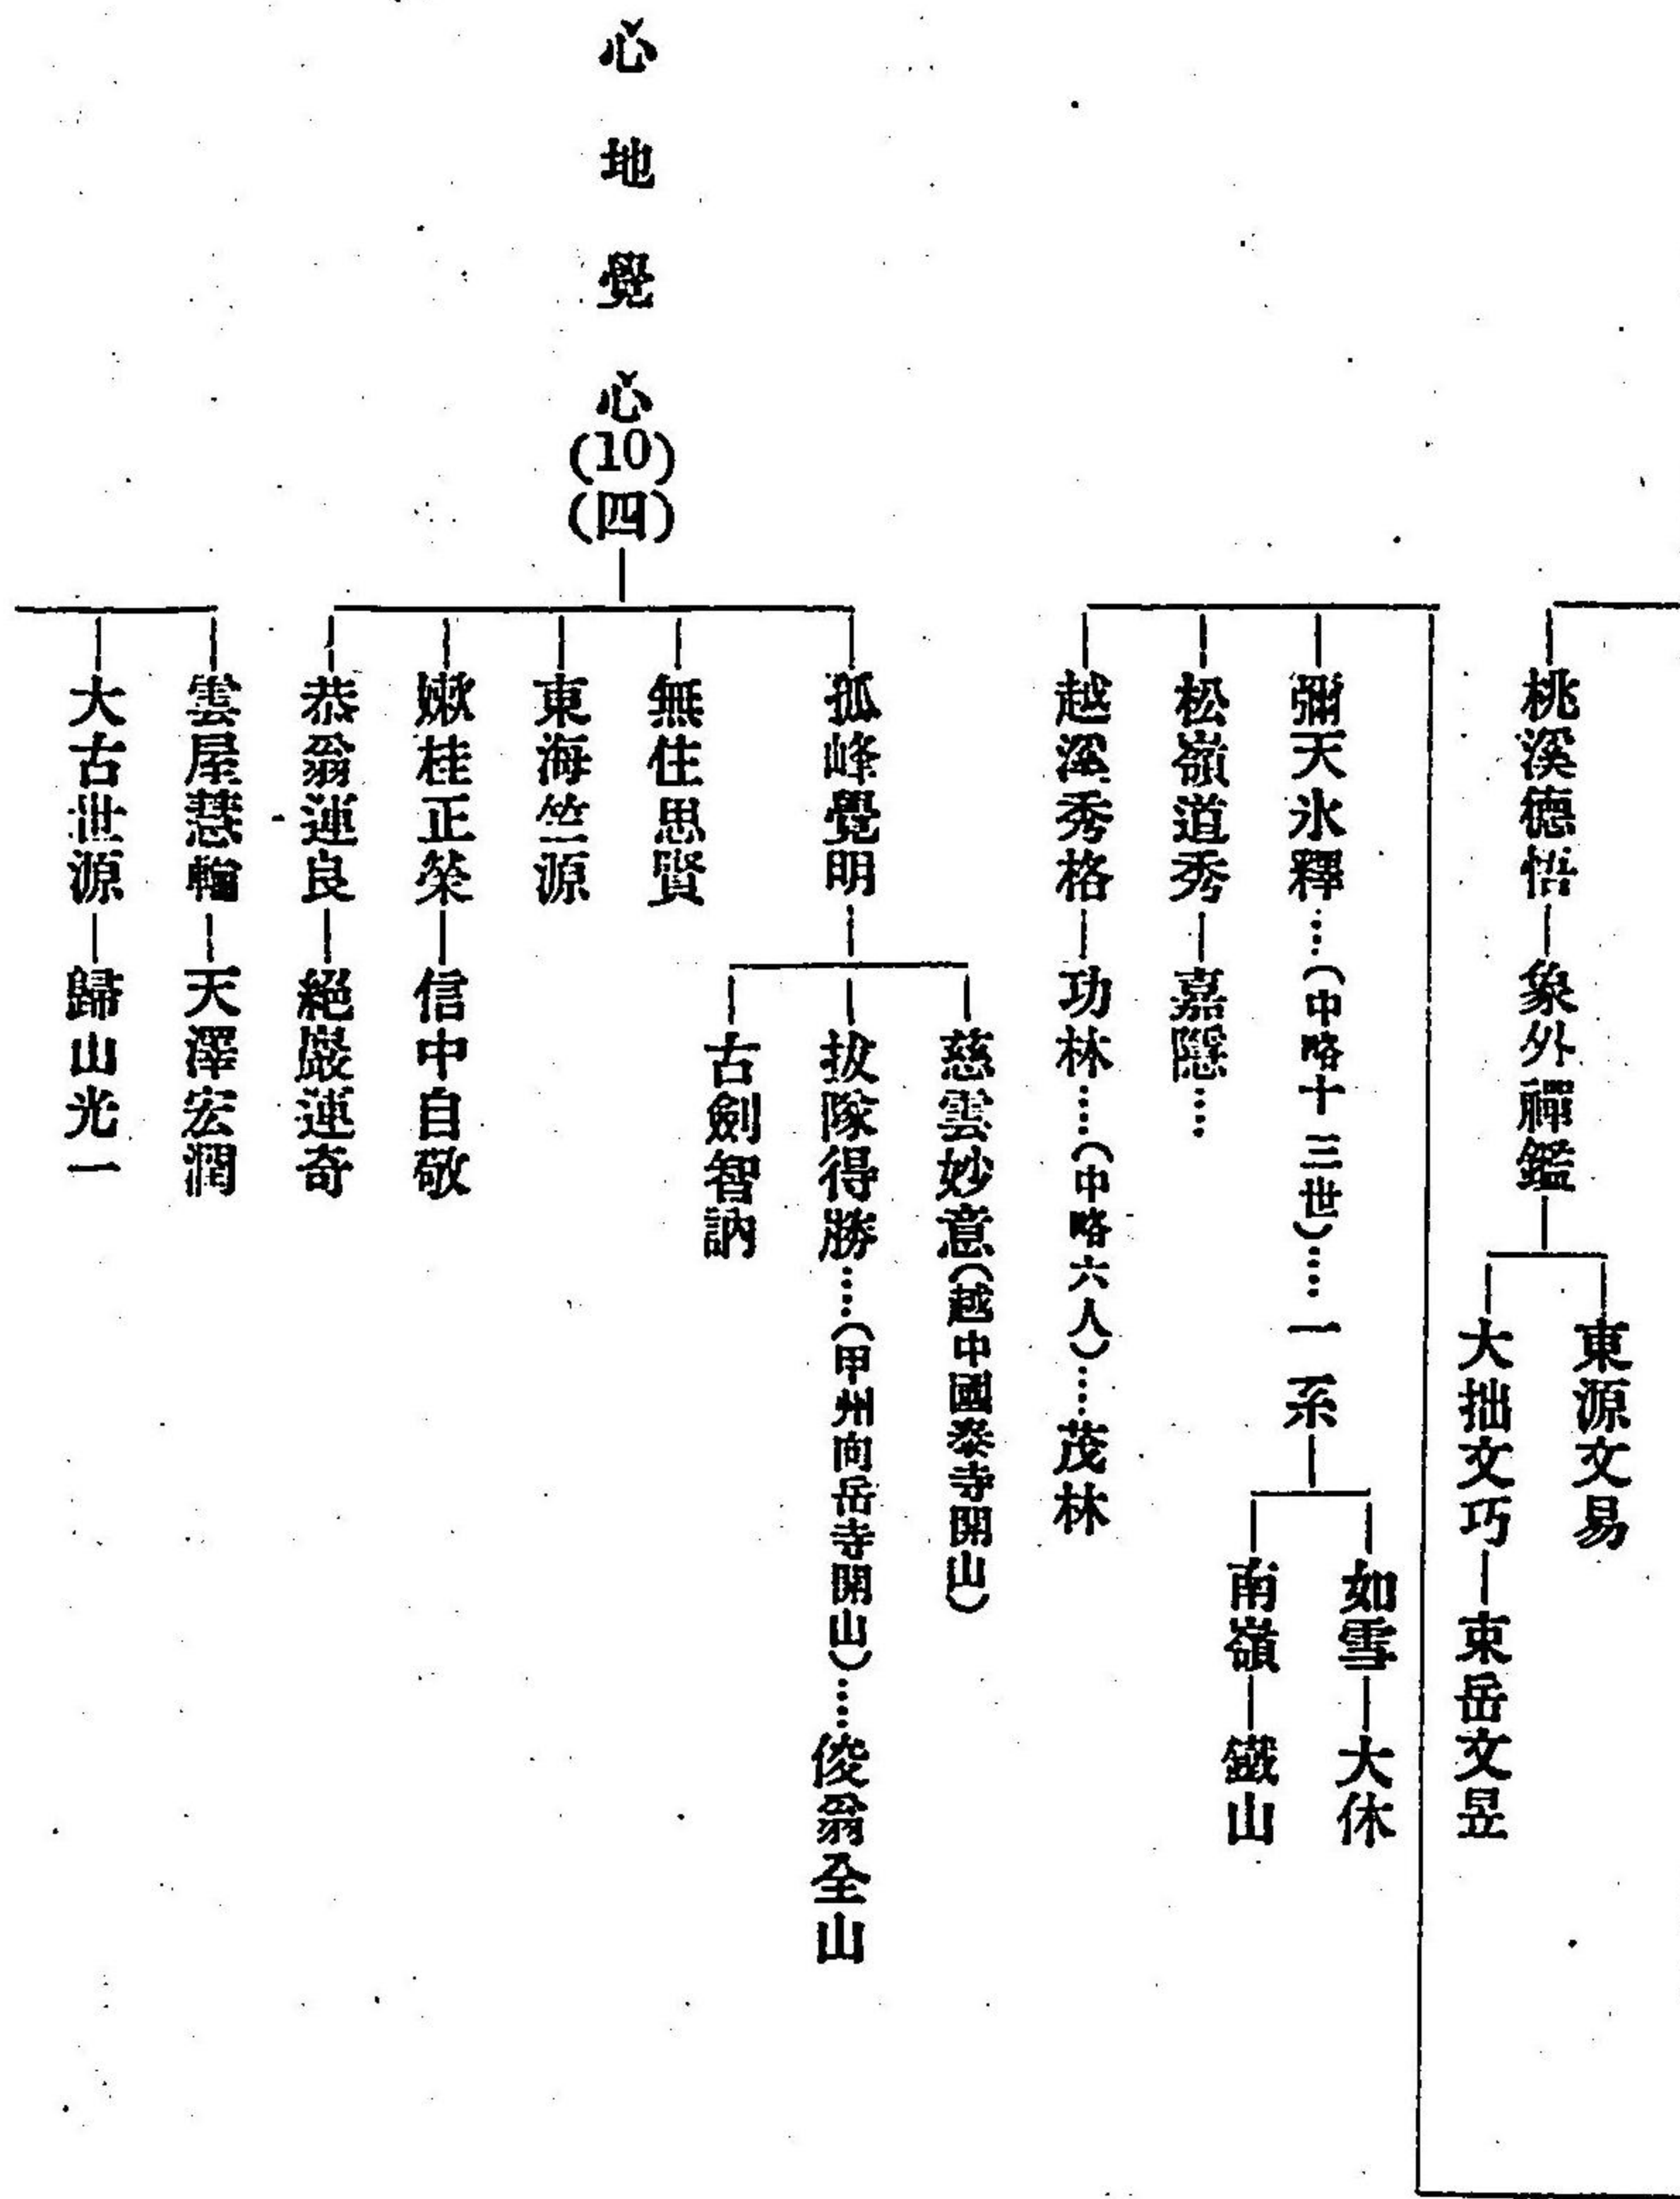 桃溪德悟―象外禪鑑
東源文易
大拙文巧―東岳文昱
彌天氷釋……(中略十三世)……一系
如雪―大休
南嶺―鐵山
松嶺道秀―嘉隱……
越溪秀格―功林……(中略六人)……茂林
心地覺心(10)(四)
孤峰覺明
慈雲妙意(越中國泰寺開山)
拔隊得勝……(甲州向岳寺開山)……俊翁全山
古劍智訥
無住思賢
東海竺源
嫩桂正榮―信中自敬
恭翁運良―絕巖運奇
雲屋慧輪―天澤宏潤
大古世源―歸山光一